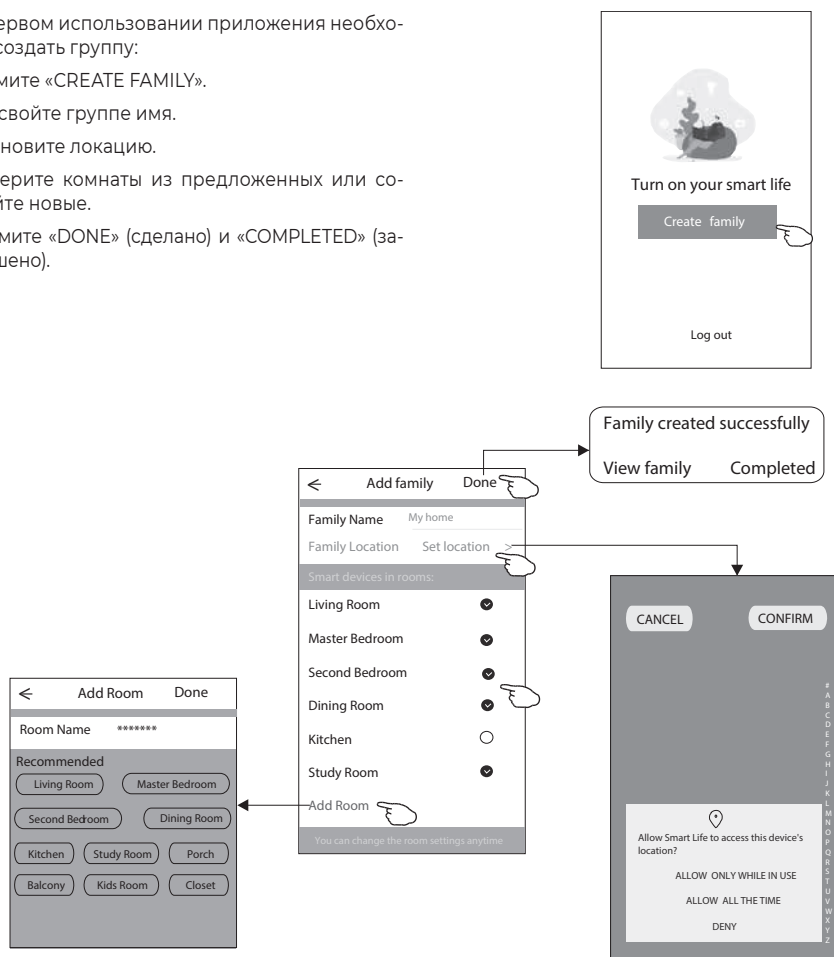 ервом использовании приложения необхо-
создать группу:
мите «CREATE FAMILY».
свойте группе имя.
новите локацию.
ерите комнаты из предложенных или со-
йте новые.
мите «DONE» (сделано) и «COMPLETED» (за-
шено).
Turn on your smart life
Create family
Log out
Family created successfully
View family Completed
Add family Done
Family Name My home
Family Location Set location >
Smart devices in rooms:
Living Room
Master Bedroom
Second Bedroom
Dining Room
Kitchen
Study Room
Add Room
You can change the room settings anytime
Add Room Done
Room Name *******
Recommended
Living Room Master Bedroom
Second Bedroom Dining Room
Kitchen Study Room Porch
Balcony Kids Room Closet
CANCEL CONFIRM
Allow Smart Life to access this device's
location?
ALLOW ONLY WHILE IN USE
ALLOW ALL THE TIME
DENY
#
A
B
C
D
E
F
G
H
I
J
K
L
M
N
O
P
Q
R
S
T
U
V
W
X
Y
Z